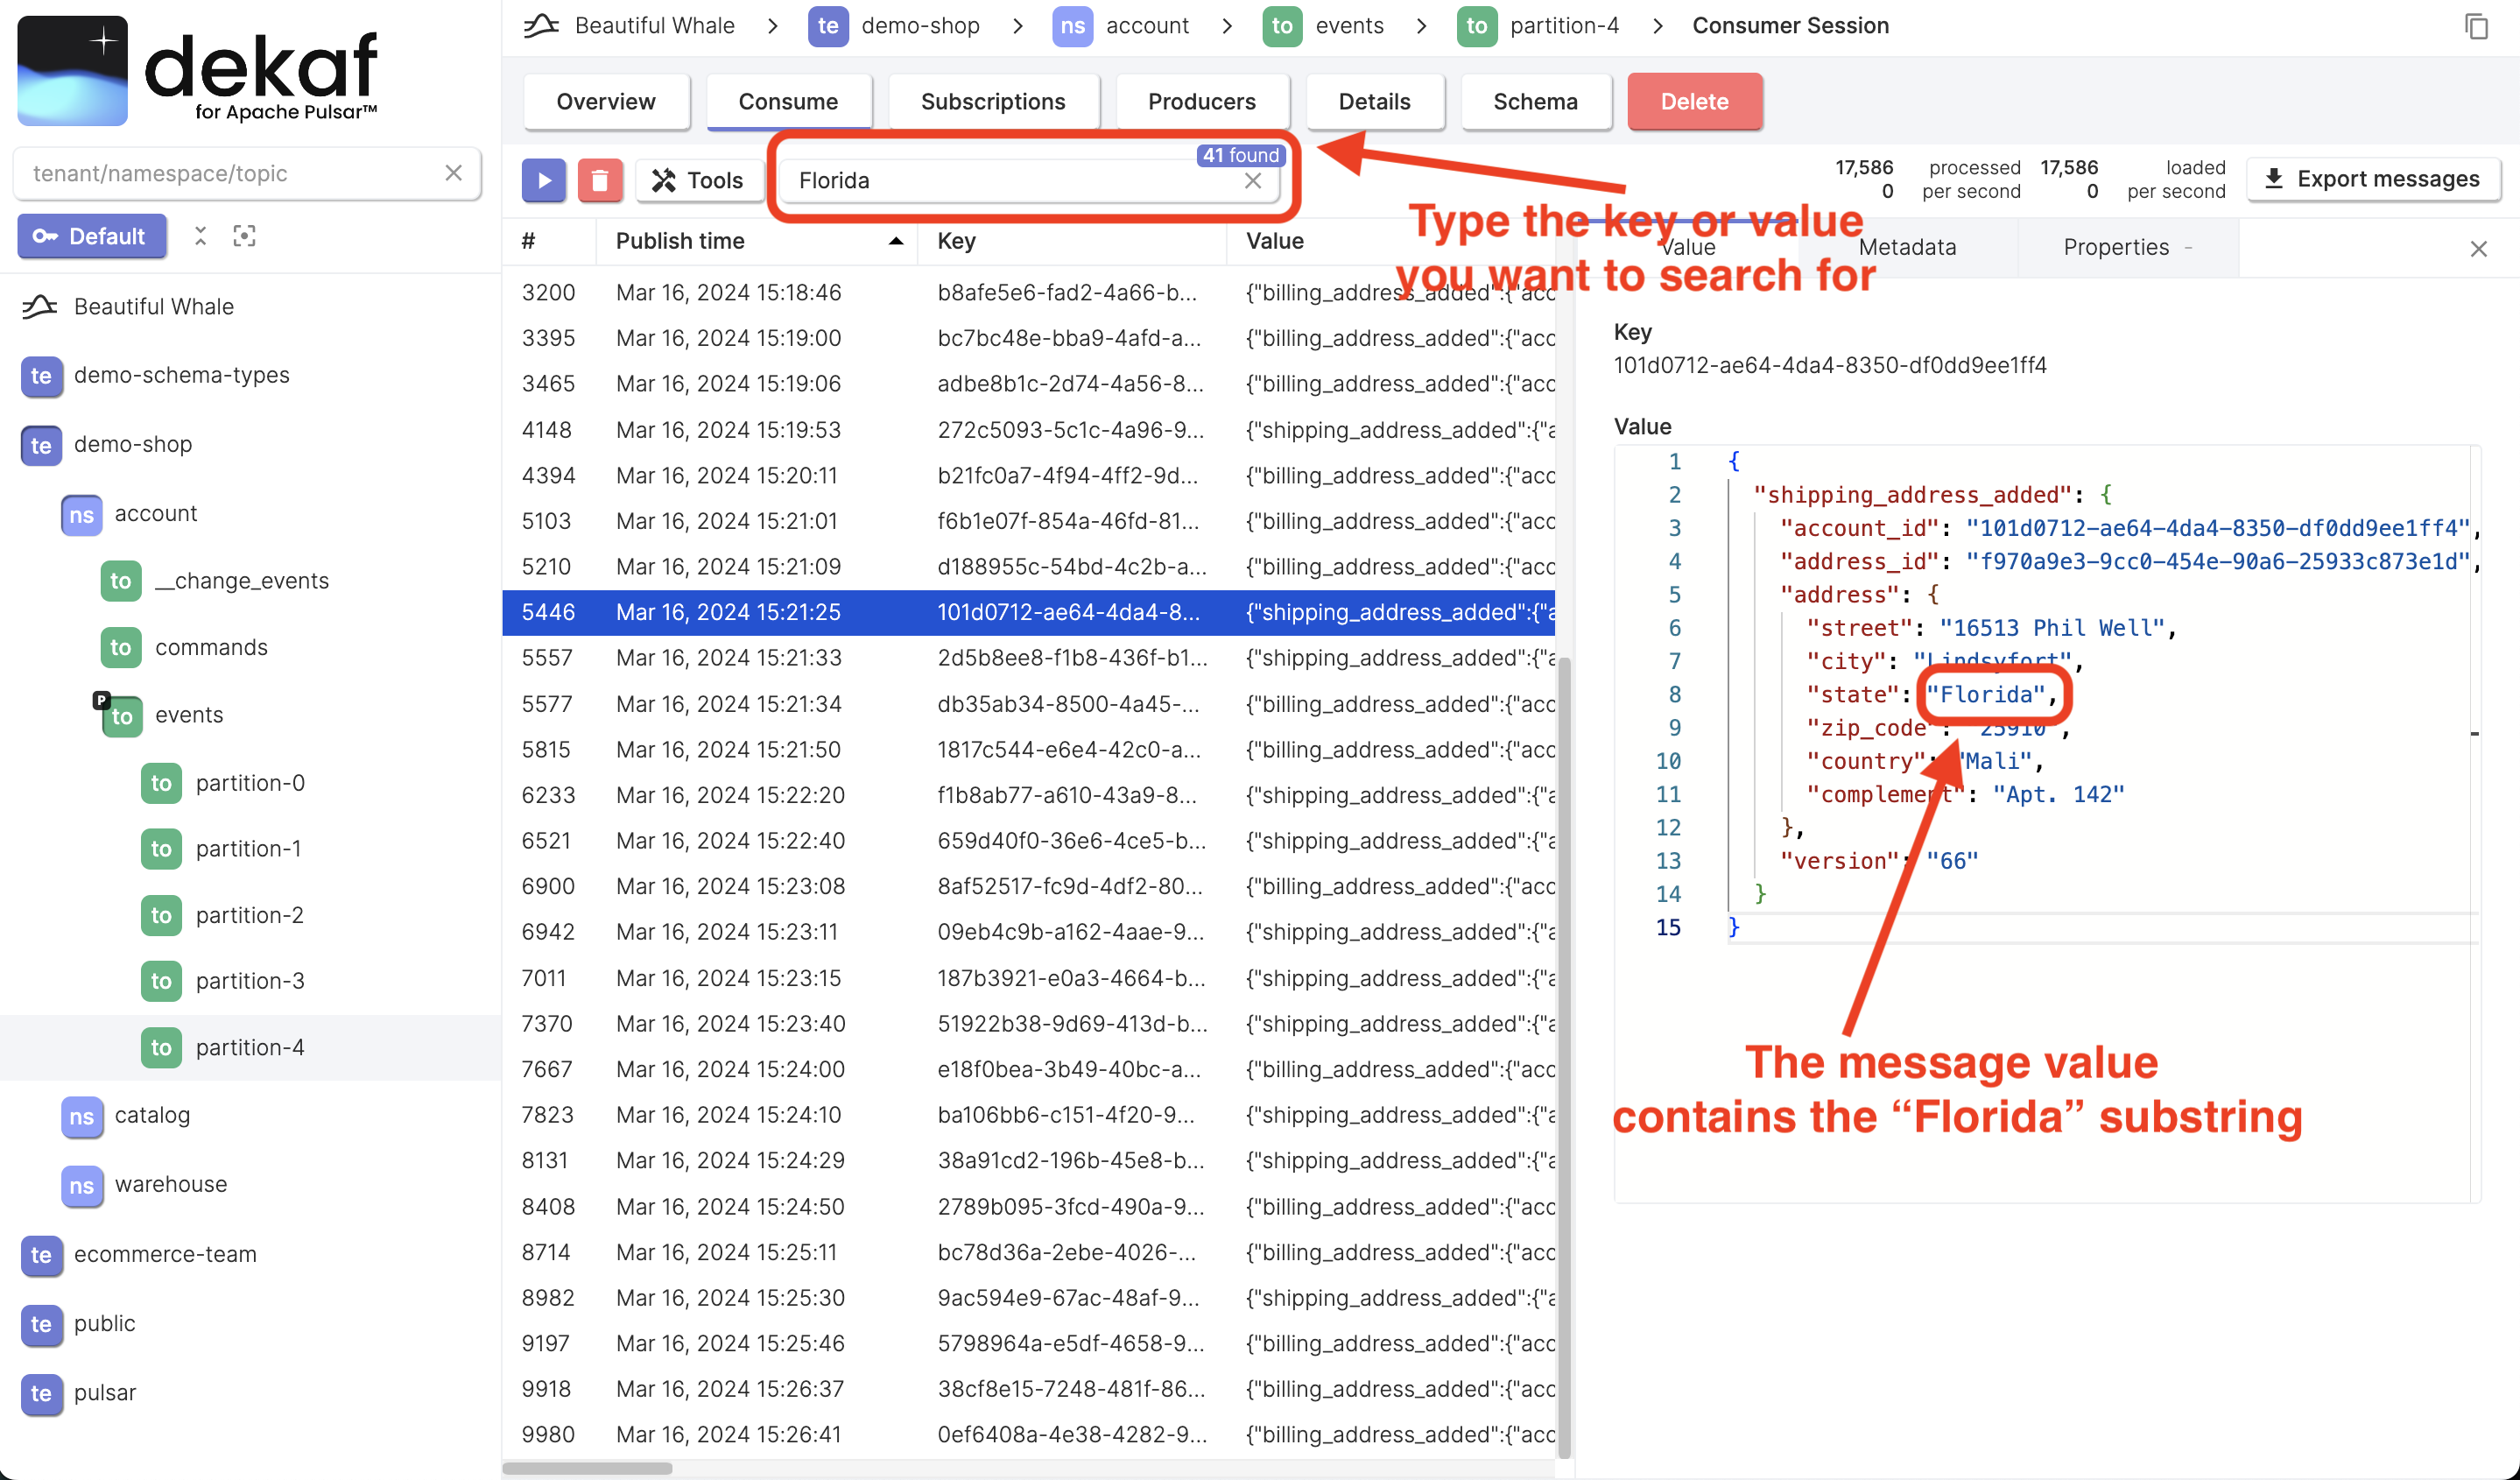 dekaf
for Apache Pulsar™
tenant/namespace/topic
Default
Beautiful Whale
te demo-schema-types
te demo-shop
ns account
to __change_events
to commands
P
to events
to partition-0
to partition-1
to partition-2
to partition-3
to partition-4
ns catalog
ns warehouse
te ecommerce-team
te public
te pulsar
Beautiful Whale > te demo-shop > ns account > to events > to partition-4 > Consumer Session
Overview Consume Subscriptions Producers Details Schema Delete
Tools
Florida
41 found
17,586 processed 17,586 loaded
0 per second 0 per second
Export messages
Type the key or value
you want to search for
# Publish time Key Value
3200 Mar 16, 2024 15:18:46 b8afe5e6-fad2-4a66-b... {"billing_address_added":{"acc
3395 Mar 16, 2024 15:19:00 bc7bc48e-bba9-4afd-a... {"billing_address_added":{"acc
3465 Mar 16, 2024 15:19:06 adbe8b1c-2d74-4a56-8... {"billing_address_added":{"acc
4148 Mar 16, 2024 15:19:53 272c5093-5c1c-4a96-9... {"shipping_address_added":{"a
4394 Mar 16, 2024 15:20:11 b21fc0a7-4f94-4ff2-9d... {"billing_address_added":{"acc
5103 Mar 16, 2024 15:21:01 f6b1e07f-854a-46fd-81... {"billing_address_added":{"acc
5210 Mar 16, 2024 15:21:09 d188955c-54bd-4c2b-a... {"billing_address_added":{"acc
5446 Mar 16, 2024 15:21:25 101d0712-ae64-4da4-8... {"shipping_address_added":{"a
5557 Mar 16, 2024 15:21:33 2d5b8ee8-f1b8-436f-b1... {"shipping_address_added":{"a
5577 Mar 16, 2024 15:21:34 db35ab34-8500-4a45-... {"shipping_address_added":{"a
5815 Mar 16, 2024 15:21:50 1817c544-e6e4-42c0-a... {"billing_address_added":{"acc
6233 Mar 16, 2024 15:22:20 f1b8ab77-a610-43a9-8... {"shipping_address_added":{"a
6521 Mar 16, 2024 15:22:40 659d40f0-36e6-4ce5-b... {"shipping_address_added":{"a
6900 Mar 16, 2024 15:23:08 8af52517-fc9d-4df2-80... {"billing_address_added":{"acc
6942 Mar 16, 2024 15:23:11 09eb4c9b-a162-4aae-9... {"shipping_address_added":{"a
7011 Mar 16, 2024 15:23:15 187b3921-e0a3-4664-b... {"shipping_address_added":{"a
7370 Mar 16, 2024 15:23:40 51922b38-9d69-413d-b... {"shipping_address_added":{"a
7667 Mar 16, 2024 15:24:00 e18f0bea-3b49-40bc-a... {"billing_address_added":{"acc
7823 Mar 16, 2024 15:24:10 ba106bb6-c151-4f20-9... {"shipping_address_added":{"a
8131 Mar 16, 2024 15:24:29 38a91cd2-196b-45e8-b... {"shipping_address_added":{"a
8408 Mar 16, 2024 15:24:50 2789b095-3fcd-490a-9... {"billing_address_added":{"acc
8714 Mar 16, 2024 15:25:11 bc78d36a-2ebe-4026-... {"billing_address_added":{"acc
8982 Mar 16, 2024 15:25:30 9ac594e9-67ac-48af-9... {"shipping_address_added":{"a
9197 Mar 16, 2024 15:25:46 5798964a-e5df-4658-9... {"billing_address_added":{"acc
9918 Mar 16, 2024 15:26:37 38cf8e15-7248-481f-86... {"billing_address_added":{"acc
9980 Mar 16, 2024 15:26:41 0ef6408a-4e38-4282-9... {"billing_address_added":{"acc
Value Metadata Properties -
Key
101d0712-ae64-4da4-8350-df0dd9ee1ff4
Value
1 {
2 "shipping_address_added": {
3 "account_id": "101d0712-ae64-4da4-8350-df0dd9ee1ff4",
4 "address_id": "f970a9e3-9cc0-454e-90a6-25933c873e1d",
5 "address": {
6 "street": "16513 Phil Well",
7 "city": "Lindsyfort",
8 "state": "Florida",
9 "zip_code": "25910",
10 "country": "Mali",
11 "complement": "Apt. 142"
12 },
13 "version": "66"
14 }
15 }
The message value
contains the “Florida” substring